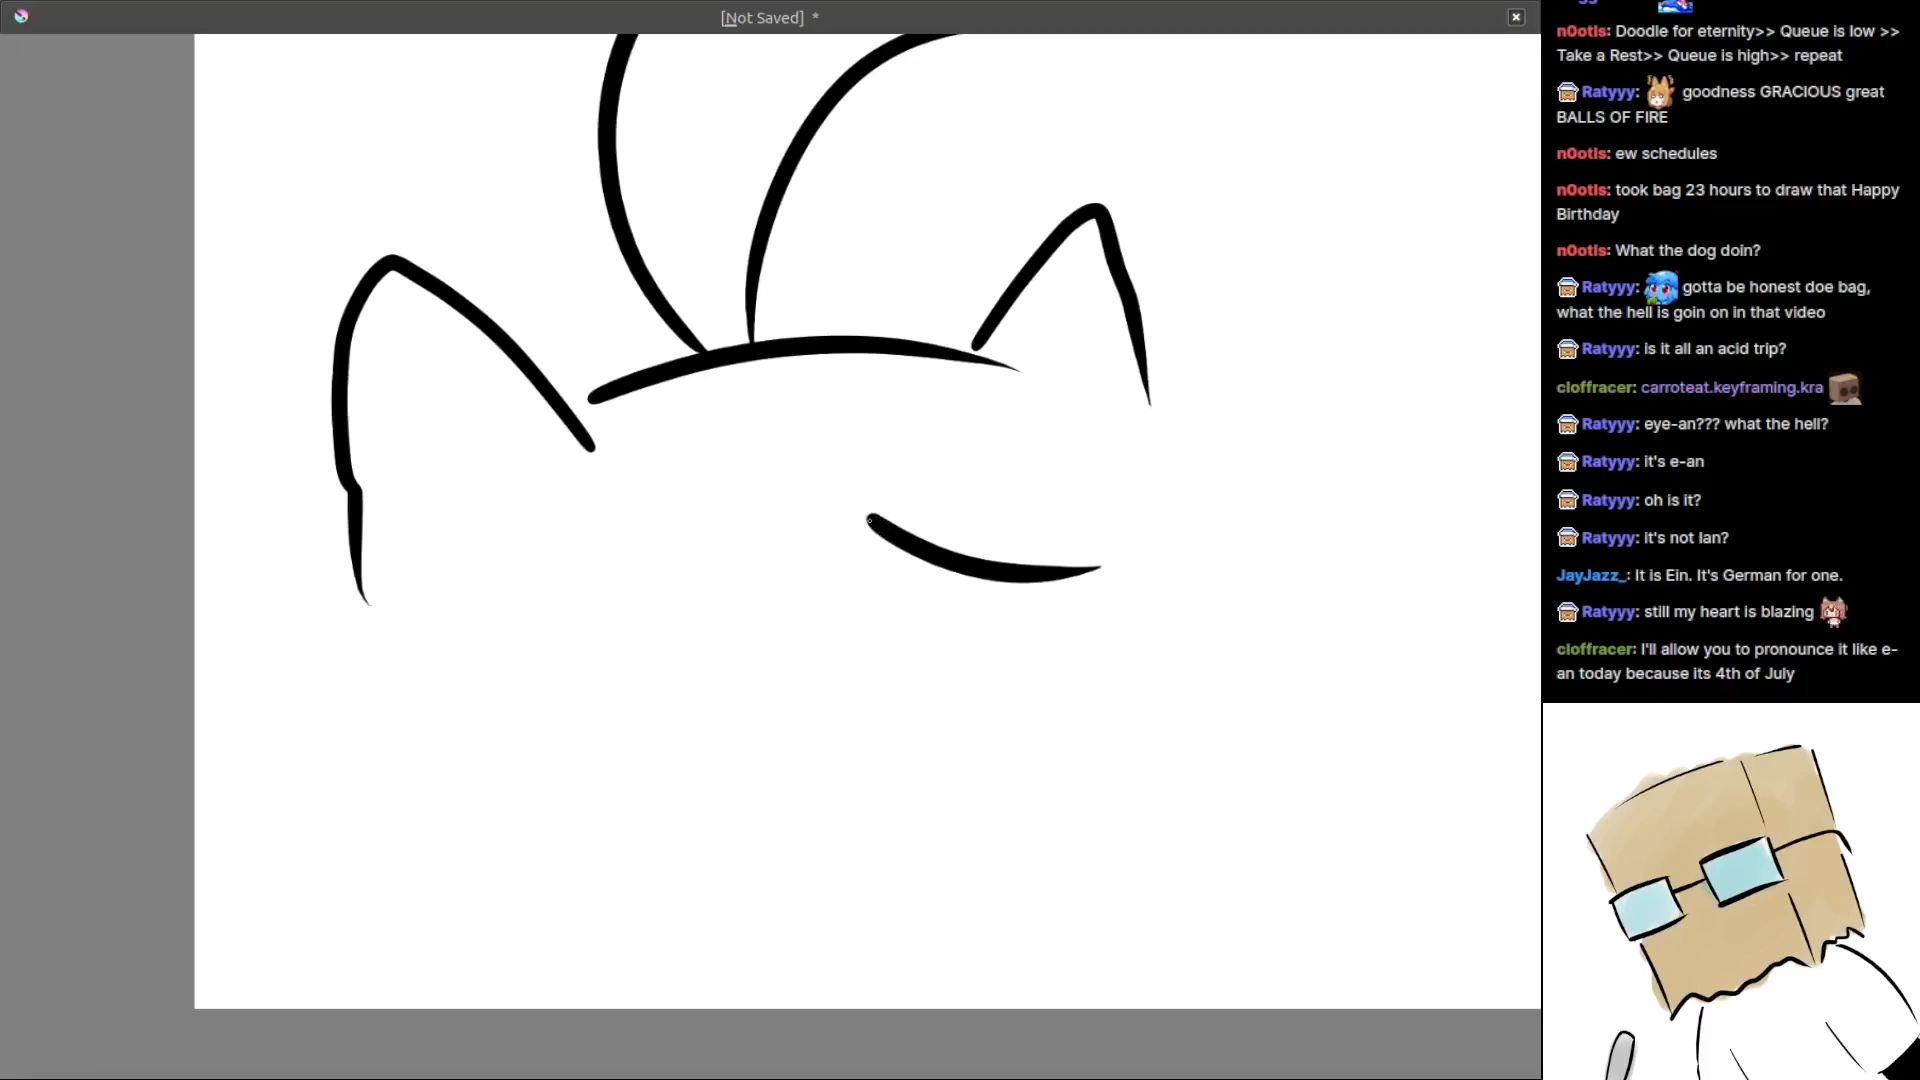 [Not Saved] *
n0otls: Doodle for eternity>> Queue is low >>
Take a Rest>> Queue is high>> repeat
Ratyyy: goodness GRACIOUS great
BALLS OF FIRE
n0otls: ew schedules
n0otls: took bag 23 hours to draw that Happy
Birthday
n0otls: What the dog doin?
Ratyyy: gotta be honest doe bag,
what the hell is goin on in that video
Ratyyy: is it all an acid trip?
cloffracer: carroteat.keyframing.kra
Ratyyy: eye-an??? what the hell?
Ratyyy: it's e-an
Ratyyy: oh is it?
Ratyyy: it's not Ian?
JayJazz_: It is Ein. It's German for one.
Ratyyy: still my heart is blazing
cloffracer: I'll allow you to pronounce it like e-
an today because its 4th of July